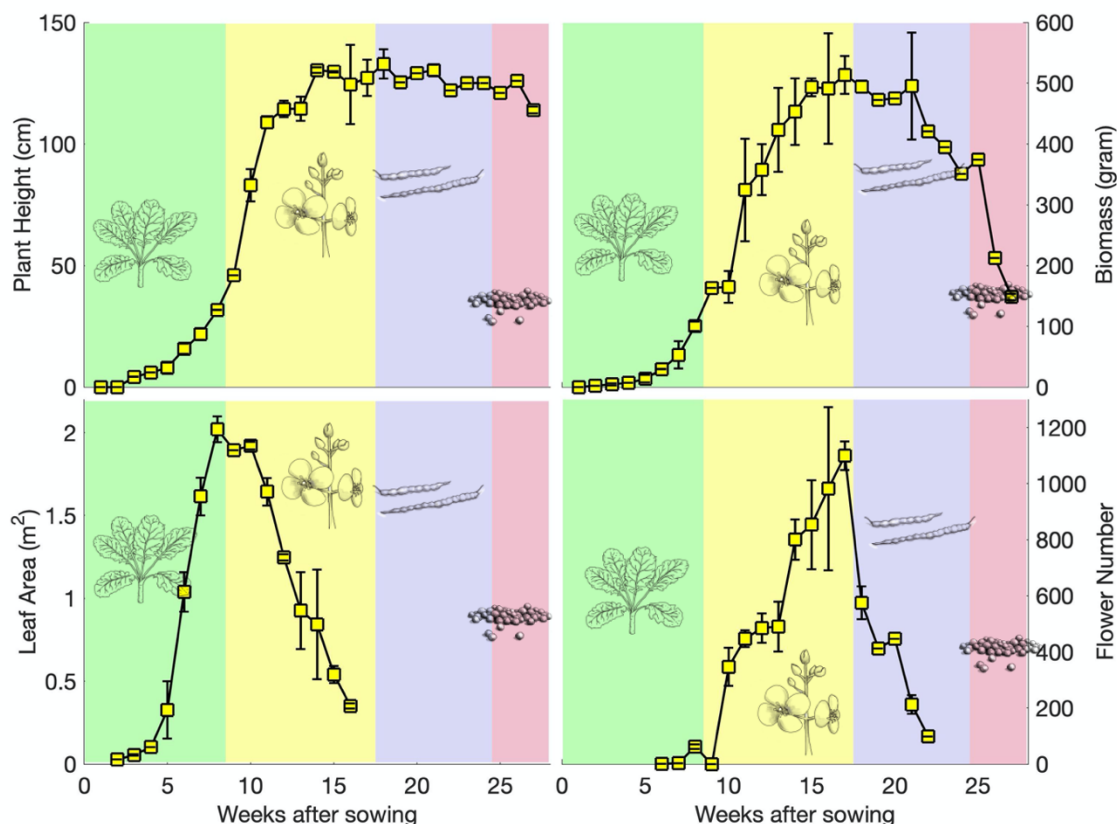 150
100
50
0
Plant Height (cm)
600
500
400
300
200
100
0
Biomass (gram)
2
1.5
1
0.5
0
Leaf Area (m²)
0 5 10 15 20 25
Weeks after sowing
1200
1000
800
600
400
200
0
Flower Number
0 5 10 15 20 25
Weeks after sowing